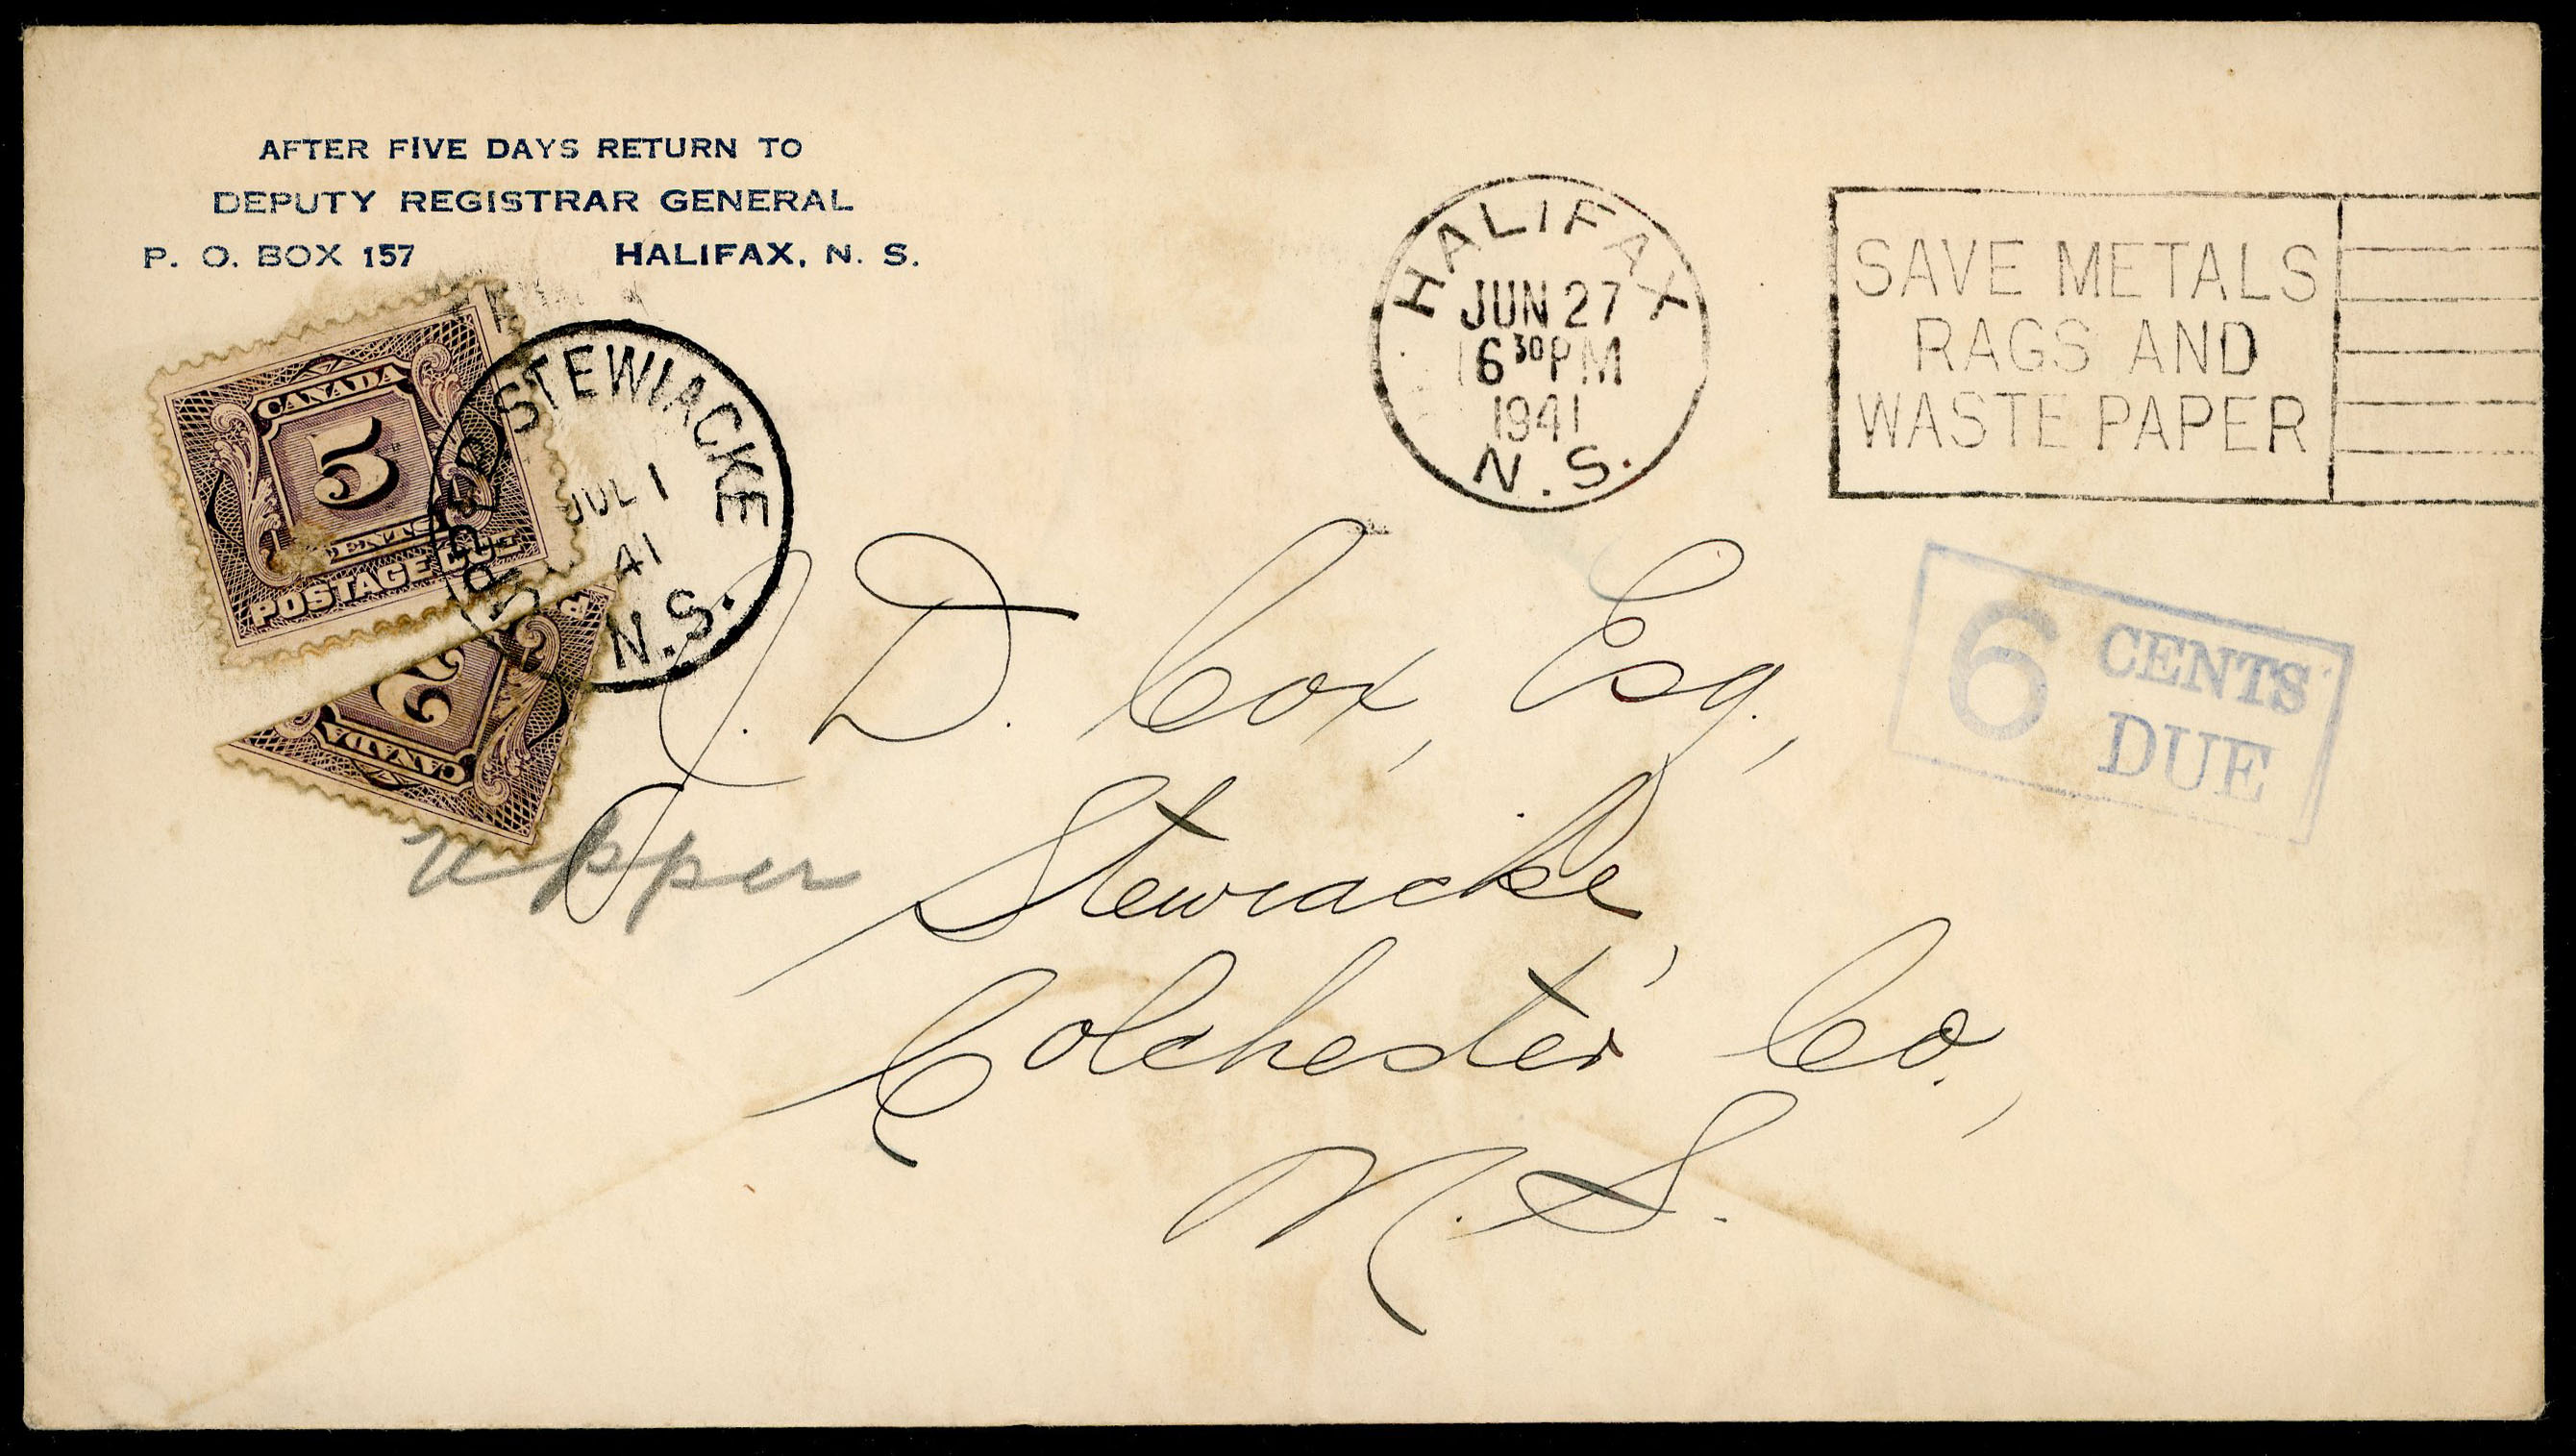 AFTER FIVE DAYS RETURN TO
DEPUTY REGISTRAR GENERAL
P. O. BOX 157 HALIFAX, N. S.
HALIFAX
JUN 27
6 30 PM
1941
N. S.
SAVE METALS
RAGS AND
WASTE PAPER
CANADA
5
CENTS
POSTAGE DUE
UPPER STEWIACKE
JUL 1
41
N.S.
2
CANADA
6 CENTS
DUE
J. D. Cox, Esq.,
Upper Stewiacke,
Colchester Co.,
N. S.